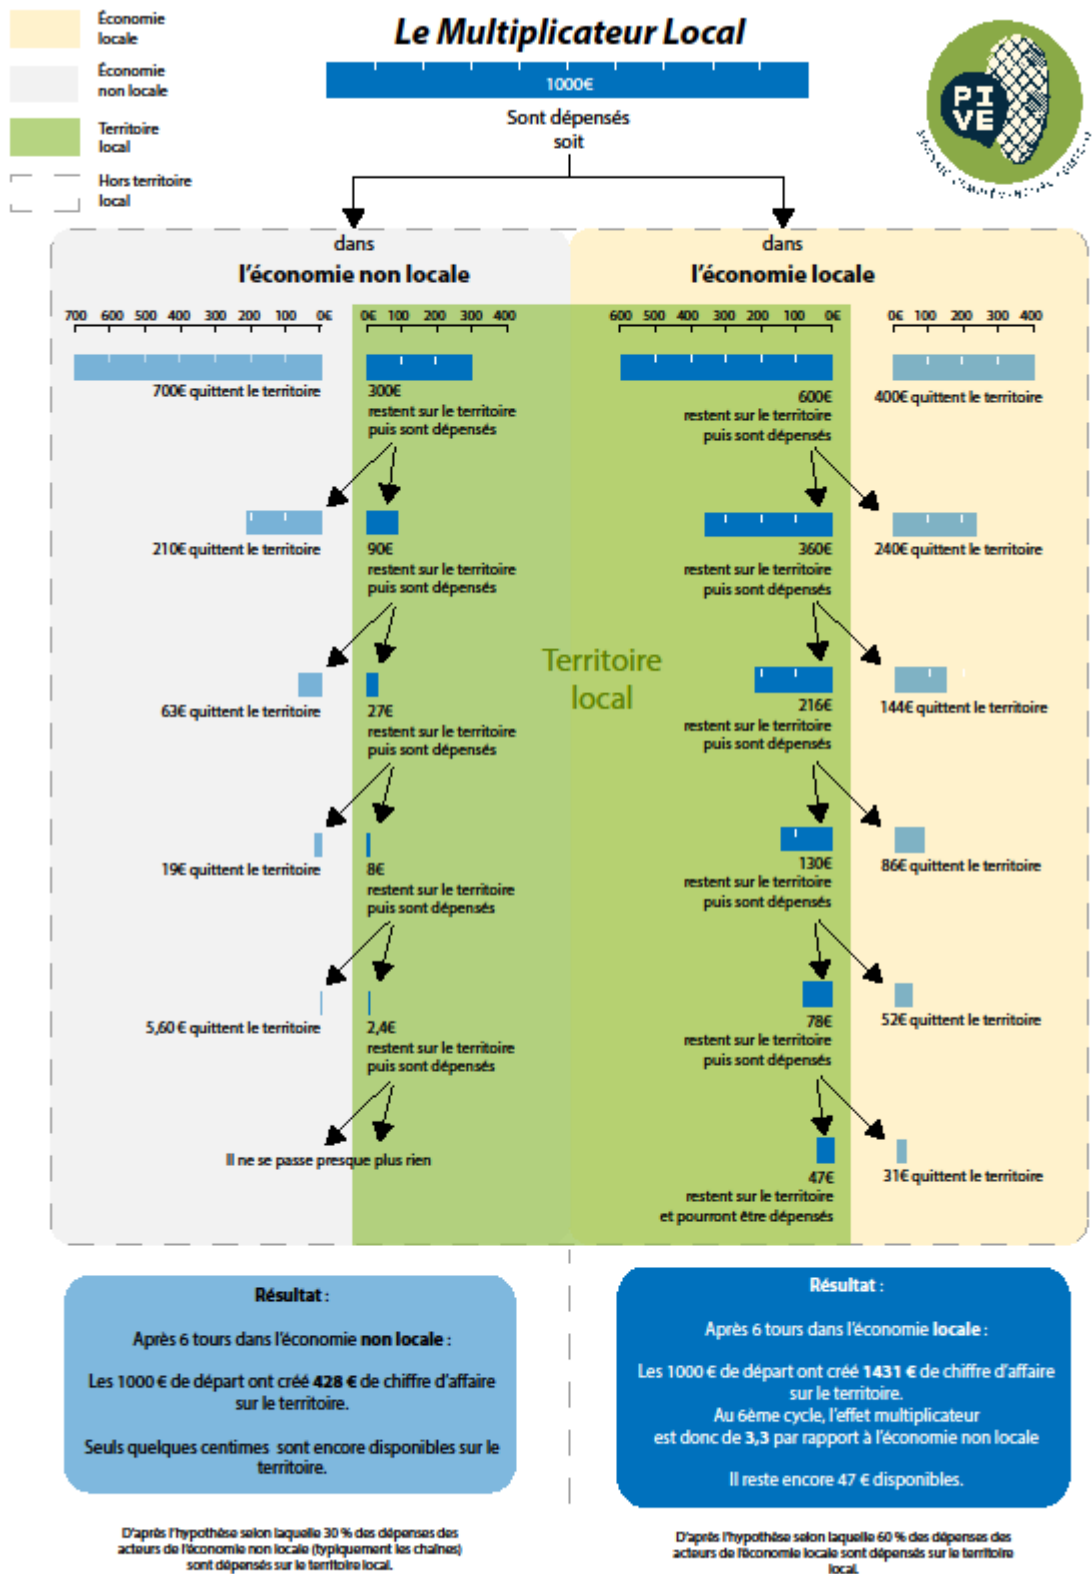 Économie
locale
Économie
non locale
Territoire
local
Hors territoire
local
Le Multiplicateur Local
1000€
Sont dépensés
soit
PI
VE
dans
l'économie non locale
dans
l'économie locale
700 600 500 400 300 200 100 0€
0€ 100 200 300 400
600 500 400 300 200 100 0€
0€ 100 200 300 400
700€ quittent le territoire
300€
restent sur le territoire
puis sont dépensés
600€
restent sur le territoire
puis sont dépensés
400€ quittent le territoire
210€ quittent le territoire
90€
restent sur le territoire
puis sont dépensés
360€
restent sur le territoire
puis sont dépensés
240€ quittent le territoire
Territoire
local
63€ quittent le territoire
27€
restent sur le territoire
puis sont dépensés
216€
restent sur le territoire
puis sont dépensés
144€ quittent le territoire
19€ quittent le territoire
8€
restent sur le territoire
puis sont dépensés
130€
restent sur le territoire
puis sont dépensés
86€ quittent le territoire
5,60 € quittent le territoire
2,4€
restent sur le territoire
puis sont dépensés
78€
restent sur le territoire
puis sont dépensés
52€ quittent le territoire
Il ne se passe presque plus rien
47€
restent sur le territoire
et pourront être dépensés
31€ quittent le territoire
Résultat :
Après 6 tours dans l'économie non locale :
Les 1000 € de départ ont créé 428 € de chiffre d'affaire
sur le territoire.
Seuls quelques centimes sont encore disponibles sur le
territoire.
Résultat :
Après 6 tours dans l'économie locale :
Les 1000 € de départ ont créé 1431 € de chiffre d'affaire
sur le territoire.
Au 6ème cycle, l'effet multiplicateur
est donc de 3,3 par rapport à l'économie non locale
Il reste encore 47 € disponibles.
D'après l'hypothèse selon laquelle 30 % des dépenses des
acteurs de l'économie non locale (typiquement les chaînes)
sont dépensés sur le territoire local.
D'après l'hypothèse selon laquelle 60 % des dépenses des
acteurs de l'économie locale sont dépensés sur le territoire
local.